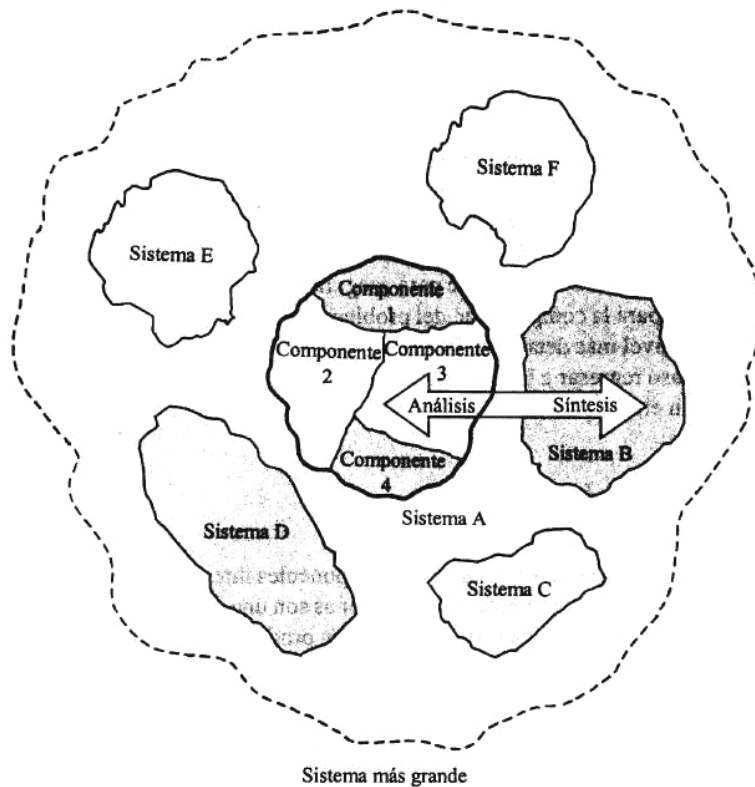 Sistema F
Sistema E
Componente
1
Componente
2
Componente
3
Análisis
Síntesis
Sistema B
Componente
4
Sistema A
Sistema D
Sistema C
Sistema más grande